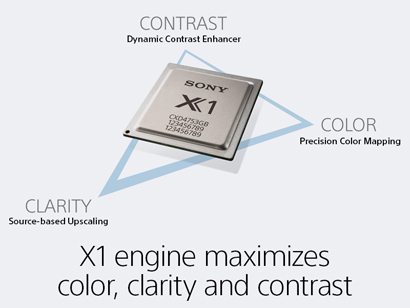 CONTRAST
Dynamic Contrast Enhancer
SONY
X1
CXD4753GB
123456789
123456789
COLOR
Precision Color Mapping
CLARITY
Source-based Upscaling
X1 engine maximizes
color, clarity and contrast